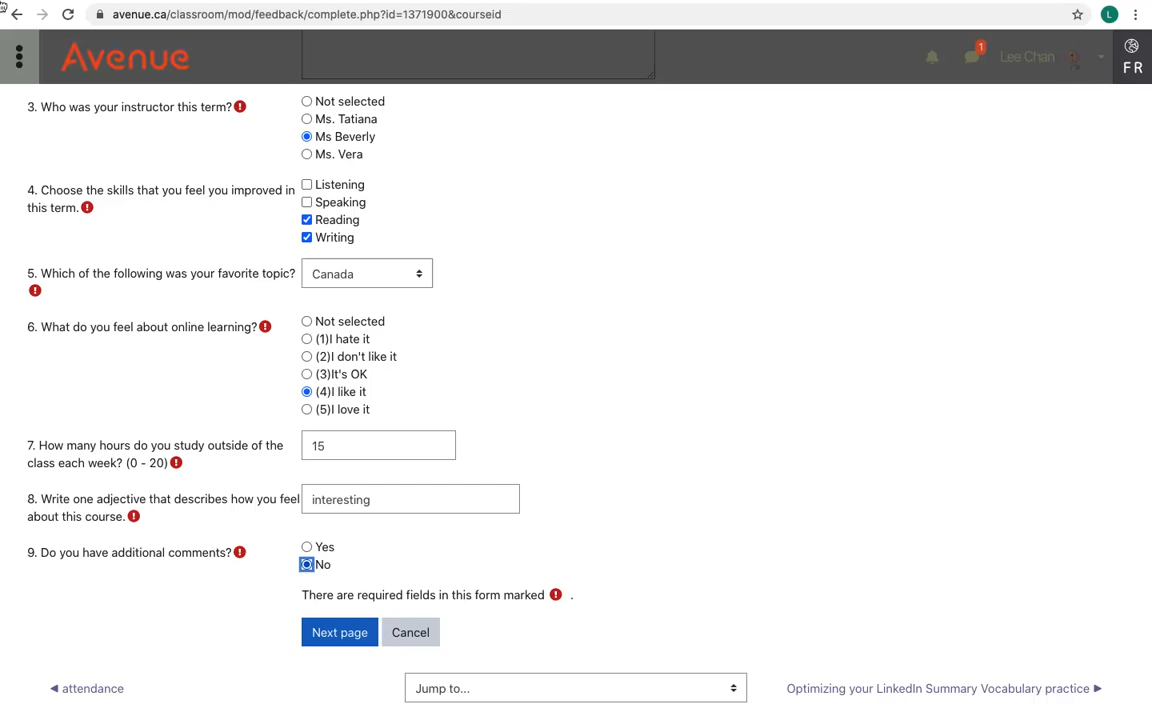 avenue.ca/classroom/mod/feedback/complete.php?id=1371900&courseid
L
Avenue
1
Lee Chan
FR
3. Who was your instructor this term?
Not selected
Ms. Tatiana
Ms Beverly
Ms. Vera
4. Choose the skills that you feel you improved in
this term.
Listening
Speaking
Reading
Writing
5. Which of the following was your favorite topic?
Canada
6. What do you feel about online learning?
Not selected
(1)I hate it
(2)I don't like it
(3)It's OK
(4)I like it
(5)I love it
7. How many hours do you study outside of the
class each week? (0 - 20)
15
8. Write one adjective that describes how you feel
about this course.
interesting
9. Do you have additional comments?
Yes
No
There are required fields in this form marked .
Next page Cancel
◄ attendance
Jump to...
Optimizing your LinkedIn Summary Vocabulary practice ►